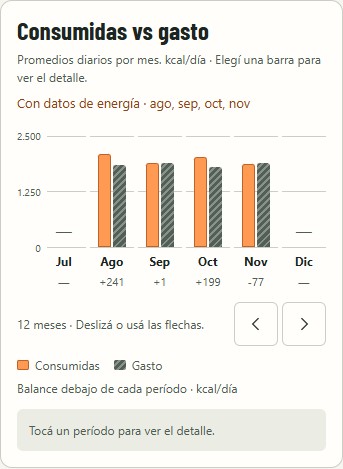 Consumidas vs gasto
Promedios diarios por mes. kcal/día · Elegí una barra para
ver el detalle.
Con datos de energía · ago, sep, oct, nov
2.500
1.250
0
— —
Jul Ago Sep Oct Nov Dic
— +241 +1 +199 -77 —
12 meses · Deslizá o usá las flechas.
Consumidas Gasto
Balance debajo de cada período · kcal/día
Tocá un período para ver el detalle.